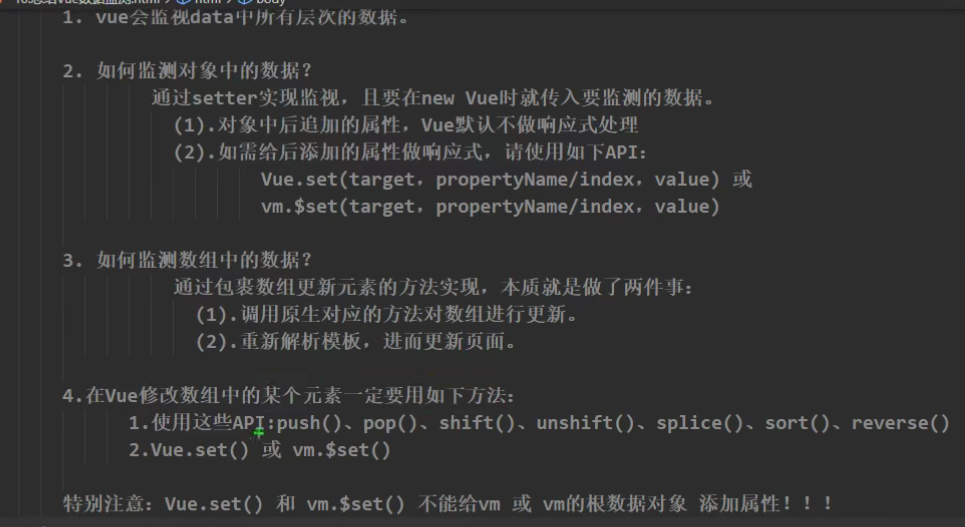 html
body
1. vue会监视data中所有层次的数据。
2. 如何监测对象中的数据？
通过setter实现监视，且要在new Vue时就传入要监测的数据。
(1).对象中后追加的属性，Vue默认不做响应式处理
(2).如需给后添加的属性做响应式，请使用如下API：
Vue.set(target，propertyName/index，value) 或
vm.$set(target，propertyName/index，value)
3. 如何监测数组中的数据？
通过包裹数组更新元素的方法实现，本质就是做了两件事：
(1).调用原生对应的方法对数组进行更新。
(2).重新解析模板，进而更新页面。
4.在Vue修改数组中的某个元素一定要用如下方法：
1.使用这些API:push()、pop()、shift()、unshift()、splice()、sort()、reverse()
2.Vue.set() 或 vm.$set()
特别注意：Vue.set() 和 vm.$set() 不能给vm 或 vm的根数据对象 添加属性！！！